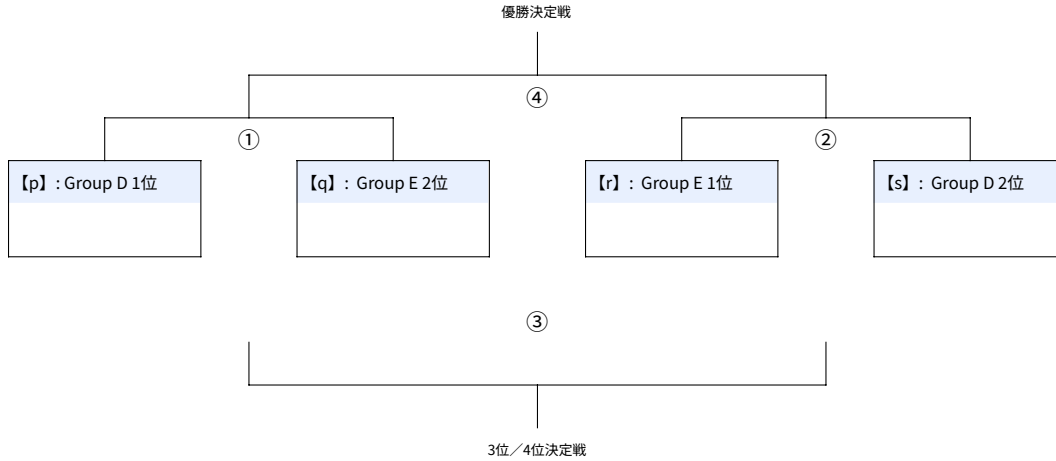 優勝決定戦
④
①
②
【p】: Group D 1位
【q】: Group E 2位
【r】: Group E 1位
【s】: Group D 2位
③
3位／4位決定戦